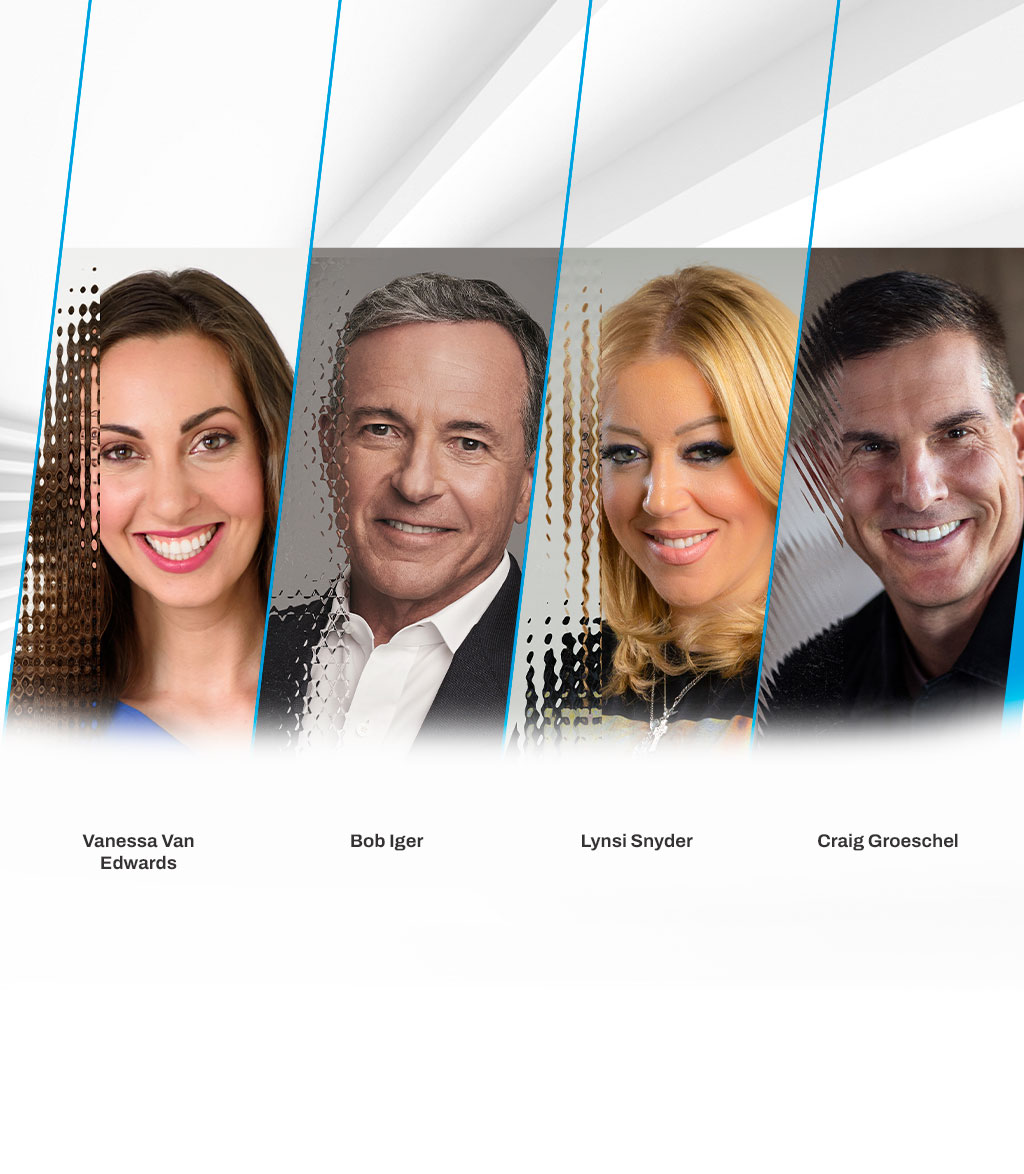 Vanessa Van
Edwards
Bob Iger
Lynsi Snyder
Craig Groeschel